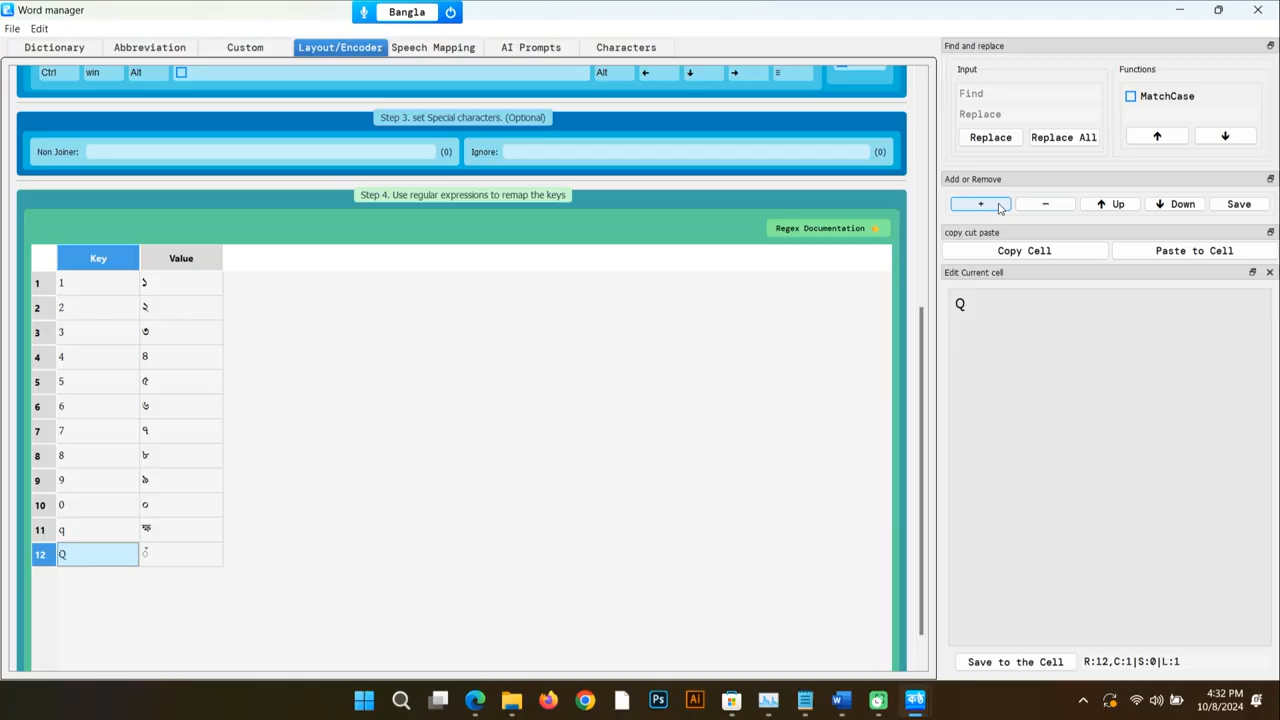 Word manager
Bangla
File Edit
Dictionary Abbreviation Custom Layout/Encoder Speech Mapping AI Prompts Characters
Ctrl win Alt Alt ← ↓ → ≡
Step 3. set Special characters. (Optional)
Non Joiner: (0) Ignore: (0)
Step 4. Use regular expressions to remap the keys
Regex Documentation 👉
Key Value
1 1 ১
2 2 ২
3 3 ৩
4 4 ৪
5 5 ৫
6 6 ৬
7 7 ৭
8 8 ৮
9 9 ৯
10 0 ০
11 q ক্ষ
12 Q ঁ
Find and replace
Input Functions
Find
MatchCase
Replace
Replace Replace All ↑ ↓
Add or Remove
+ − ↑ Up ↓ Down Save
copy cut paste
Copy Cell Paste to Cell
Edit Current cell
Q
Save to the Cell R:12,C:1|S:0|L:1
Ps Ai W কষ্ট
4:32 PM
10/8/2024